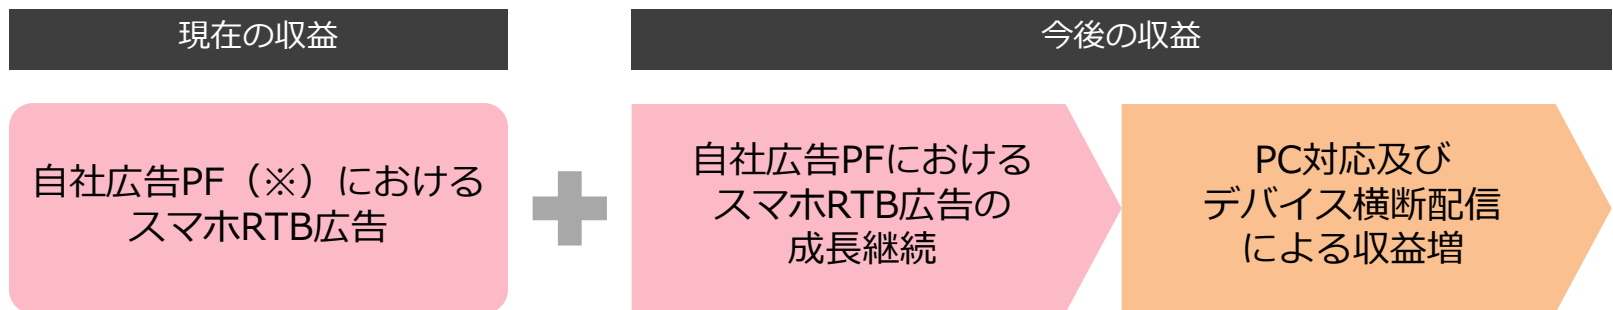 現在の収益
今後の収益
自社広告PF（※）における
スマホRTB広告
自社広告PFにおける
スマホRTB広告の
成長継続
PC対応及び
デバイス横断配信
による収益増